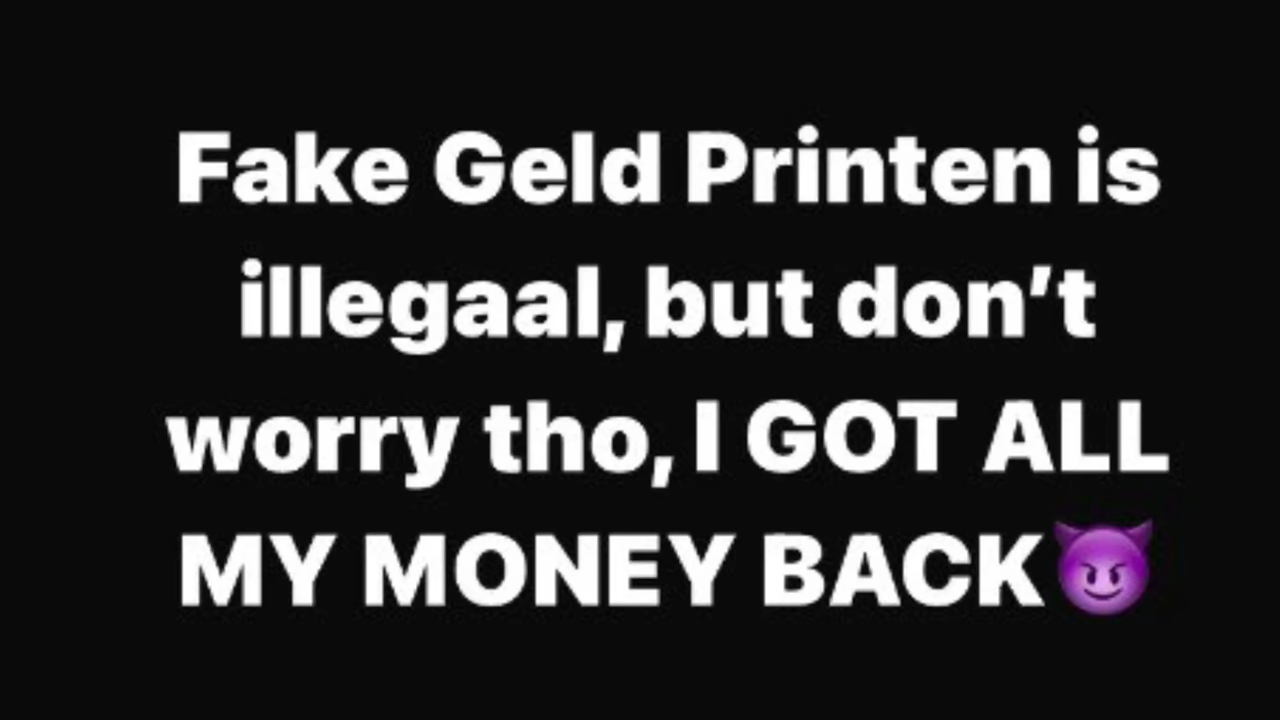 Fake Geld Printen is
illegaal, but don’t
worry tho, I GOT ALL
MY MONEY BACK😈